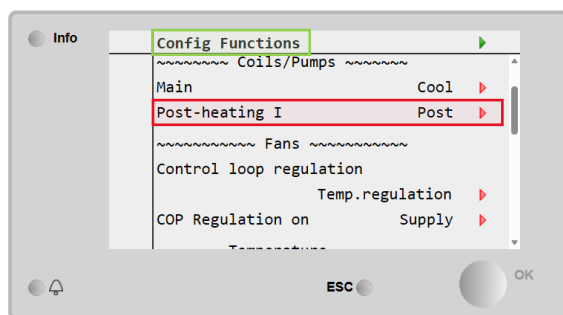 Info
Config Functions
~~~~~~~~ Coils/Pumps ~~~~~~~
Main Cool
Post-heating I Post
~~~~~~~~~~~ Fans ~~~~~~~~~~~
Control loop regulation
Temp.regulation
COP Regulation on Supply
Temperature
ESC
OK